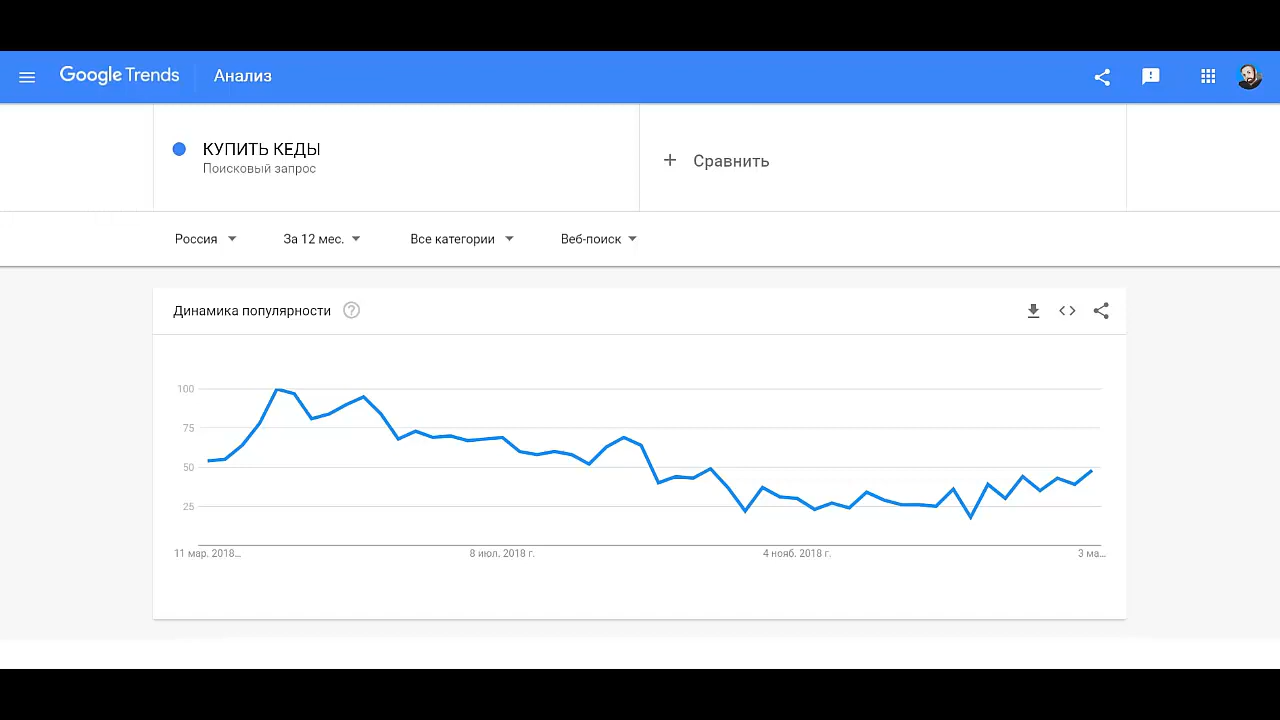 Google Trends Анализ
КУПИТЬ КЕДЫ
Поисковый запрос
+ Сравнить
Россия За 12 мес. Все категории Веб-поиск
Динамика популярности ?
100
75
50
25
11 мар. 2018... 8 июл. 2018 г. 4 нояб. 2018 г. 3 ма...